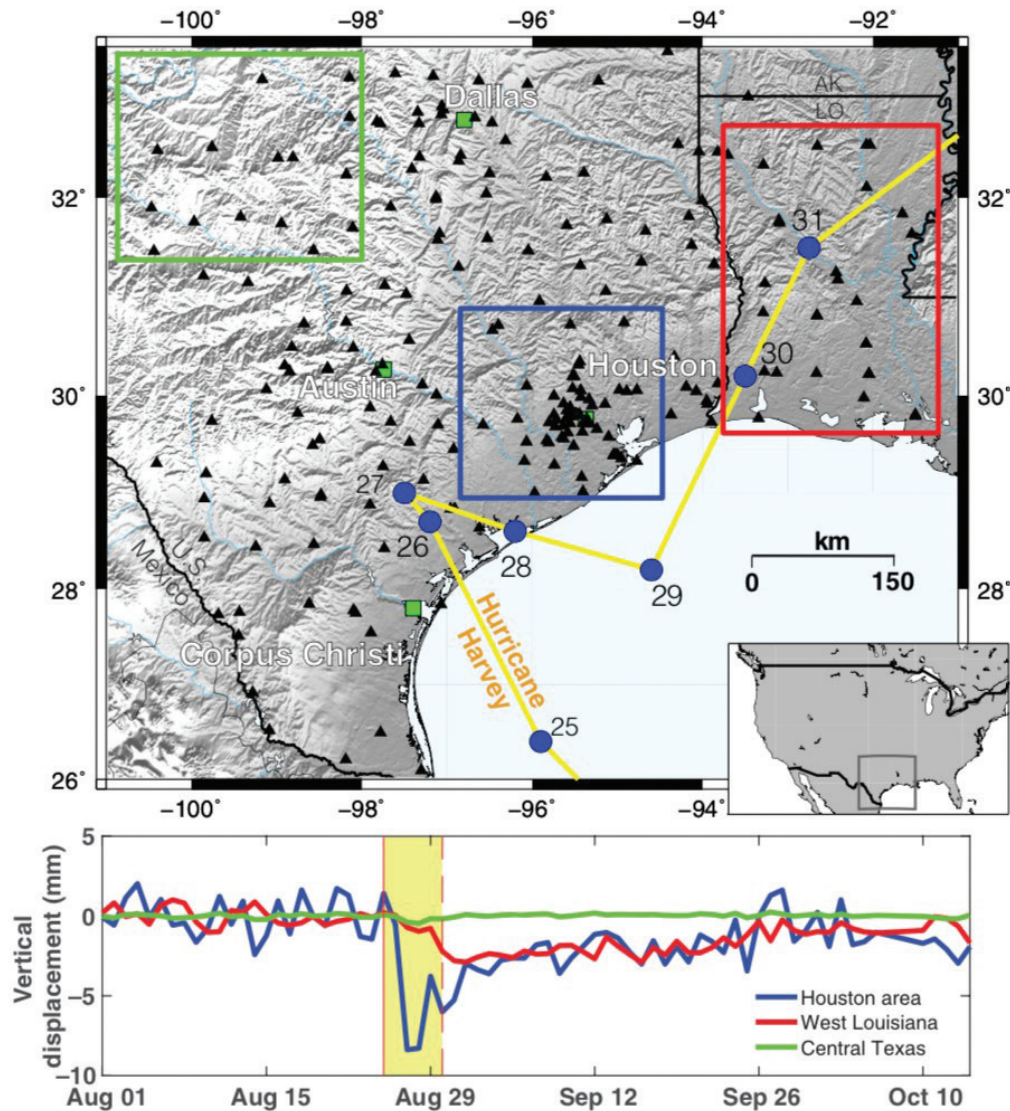 −100 −98 −96 −94 −92
32° 32°
30° 30°
28° 28°
26° 26°
−100 −98 −96 −94 −92
Dallas
AK
LO
31
30
Houston
Austin
27
26
28
29
km
0 150
U.S.
Mexico
Corpus Christi
Hurricane
Harvey
25
5
0
−5
−10
Vertical
displacement (mm)
Houston area
West Louisiana
Central Texas
Aug 01 Aug 15 Aug 29 Sep 12 Sep 26 Oct 10